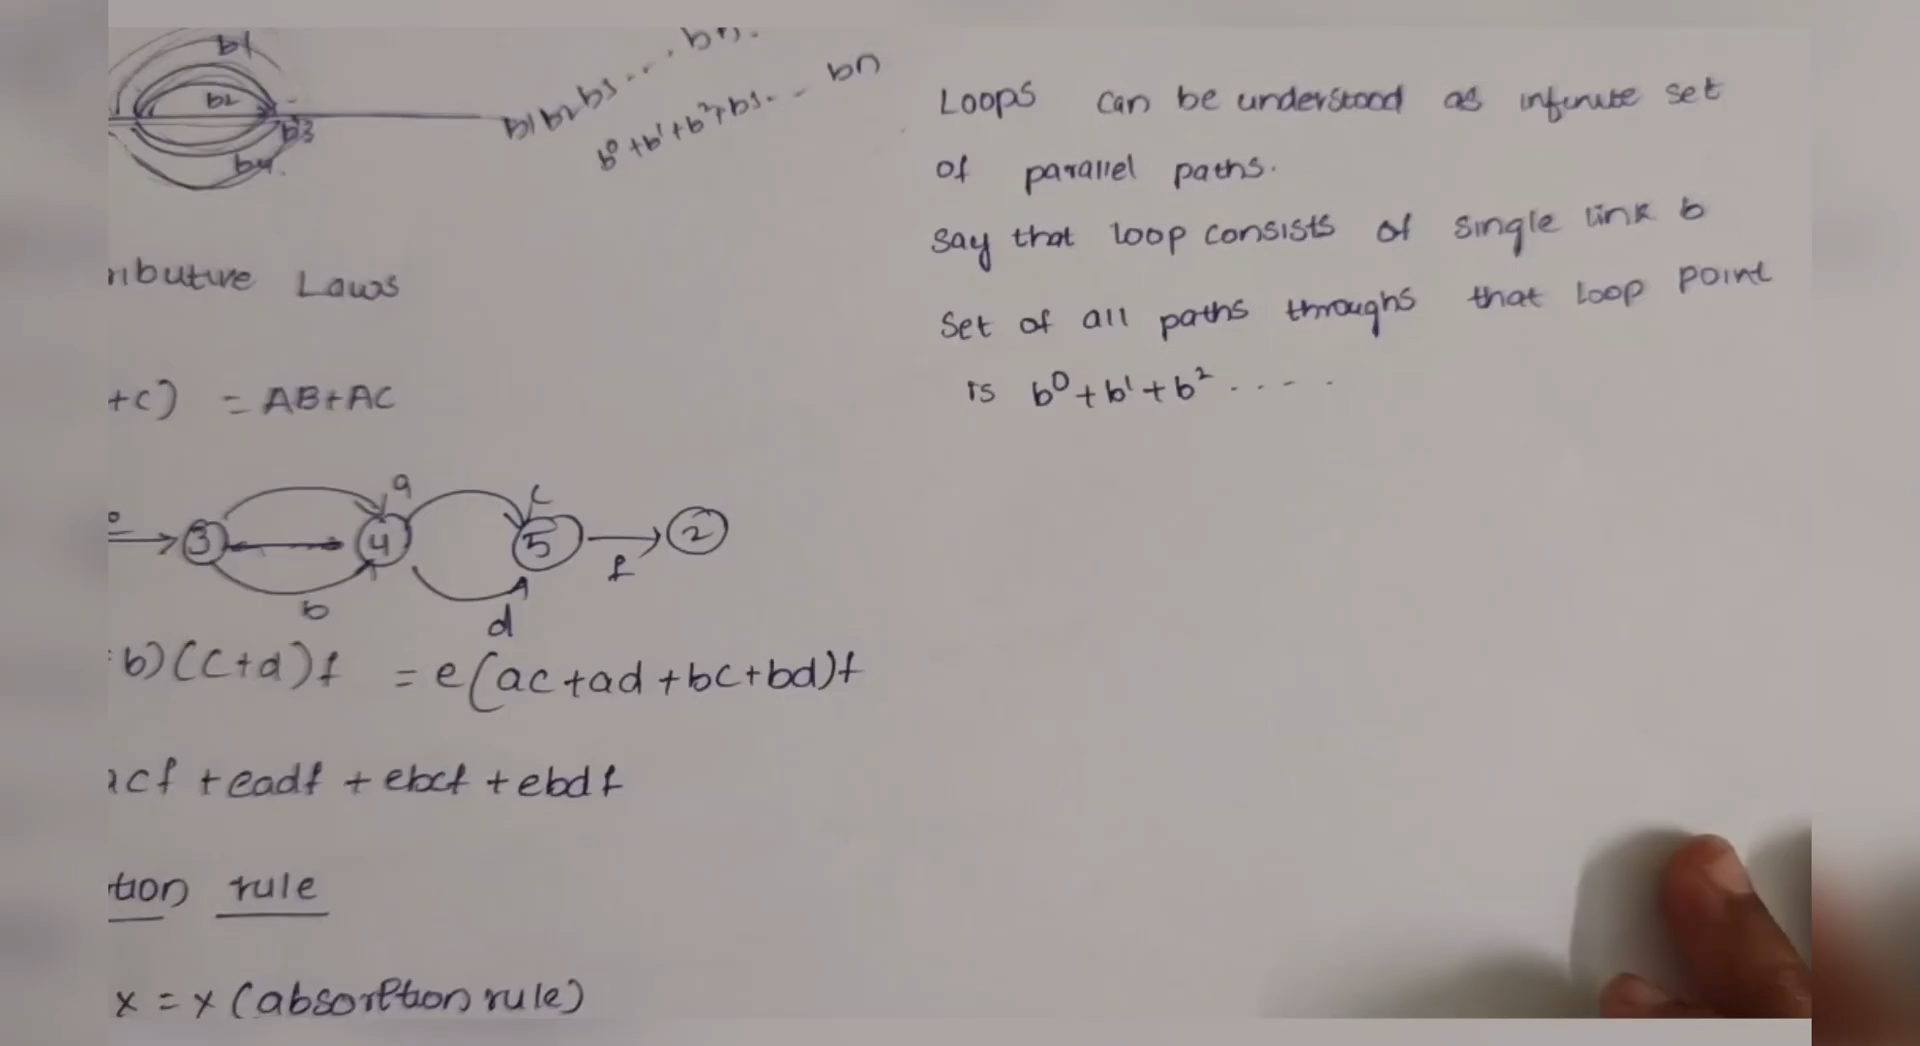 b1
b2
b3
b4.
b1b2b3.... bn.
b⁰+b¹+b²+b3... bn
ributive Laws
+c) = AB+AC
e
3
4
5
2
a
b
c
d
f
b)(c+d)f = e(ac+ad+bc+bd)f
acf +eadf + ebcf + ebdf
tion rule
x = x (absorption rule)
Loops can be understood as infinite set
of parallel paths.
say that loop consists of single link b
set of all paths throughs that loop point
is b⁰+b¹+b².....